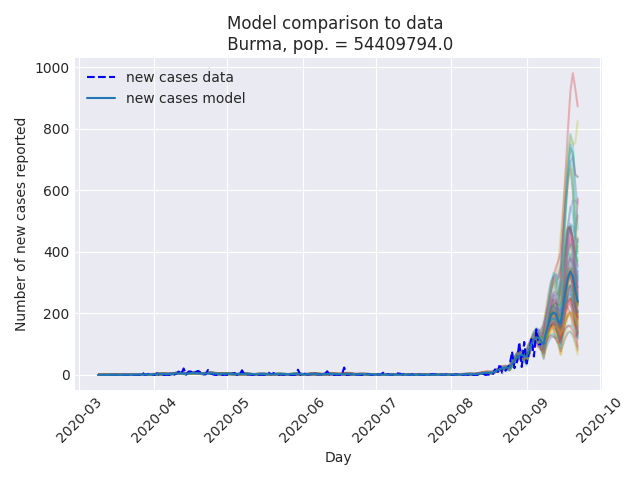 Model comparison to data
Burma, pop. = 54409794.0
new cases data
new cases model
Number of new cases reported
1000
800
600
400
200
0
2020-03
2020-04
2020-05
2020-06
2020-07
2020-08
2020-09
2020-10
Day